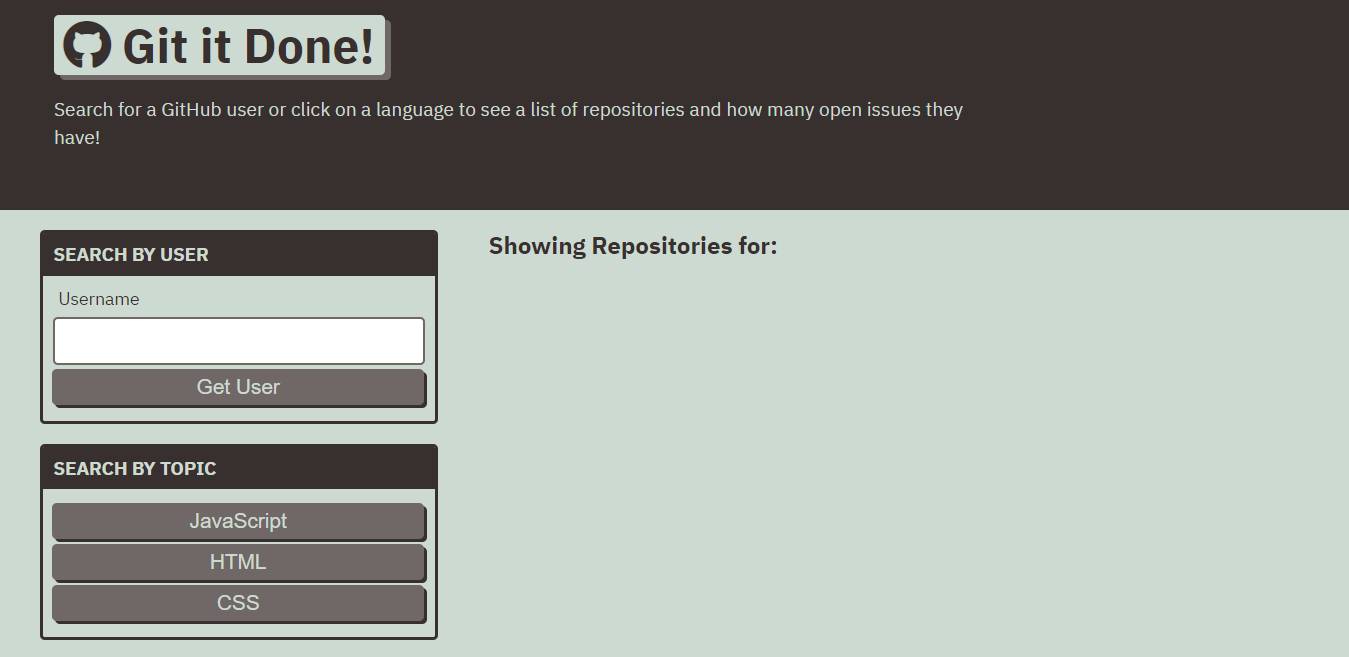 Git it Done!
Search for a GitHub user or click on a language to see a list of repositories and how many open issues they
have!
SEARCH BY USER
Username
Get User
SEARCH BY TOPIC
JavaScript
HTML
CSS
Showing Repositories for: